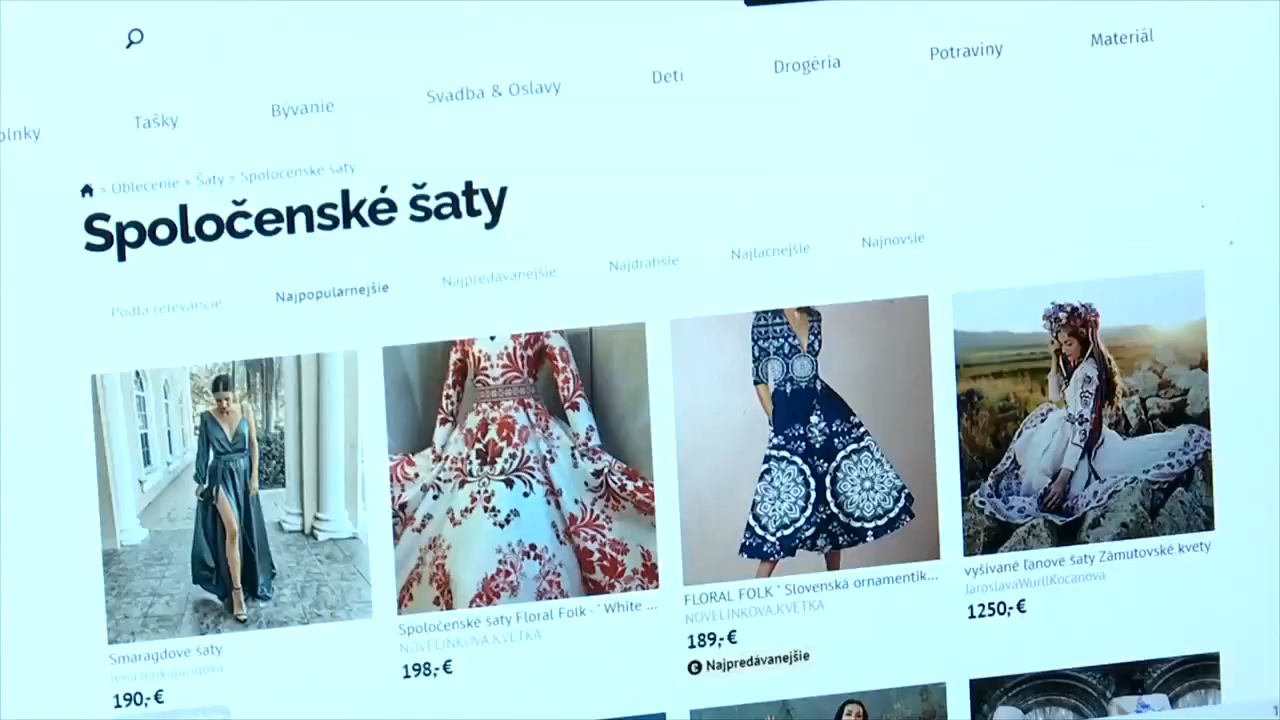 Tašky
Bývanie
Svadba & Oslavy
Deti
Drogéria
Potraviny
Materiál
» Oblečenie » Šaty » Spoločenské šaty
Spoločenské šaty
Podľa relevancie
Najpopulárnejšie
Najpredávanejšie
Najdrahšie
Najlacnejšie
Najnovšie
Smaragdové šaty
190,- €
Spoločenské šaty Floral Folk - " White ...
NOVELINKOVA.KVETKA
198,- €
FLORAL FOLK " Slovenská ornamentik...
NOVELINKOVA.KVETKA
189,- €
Najpredávanejšie
vyšívané ľanové šaty Zámutovské kvety
JaroslavaWurllKocanova
1250,- €